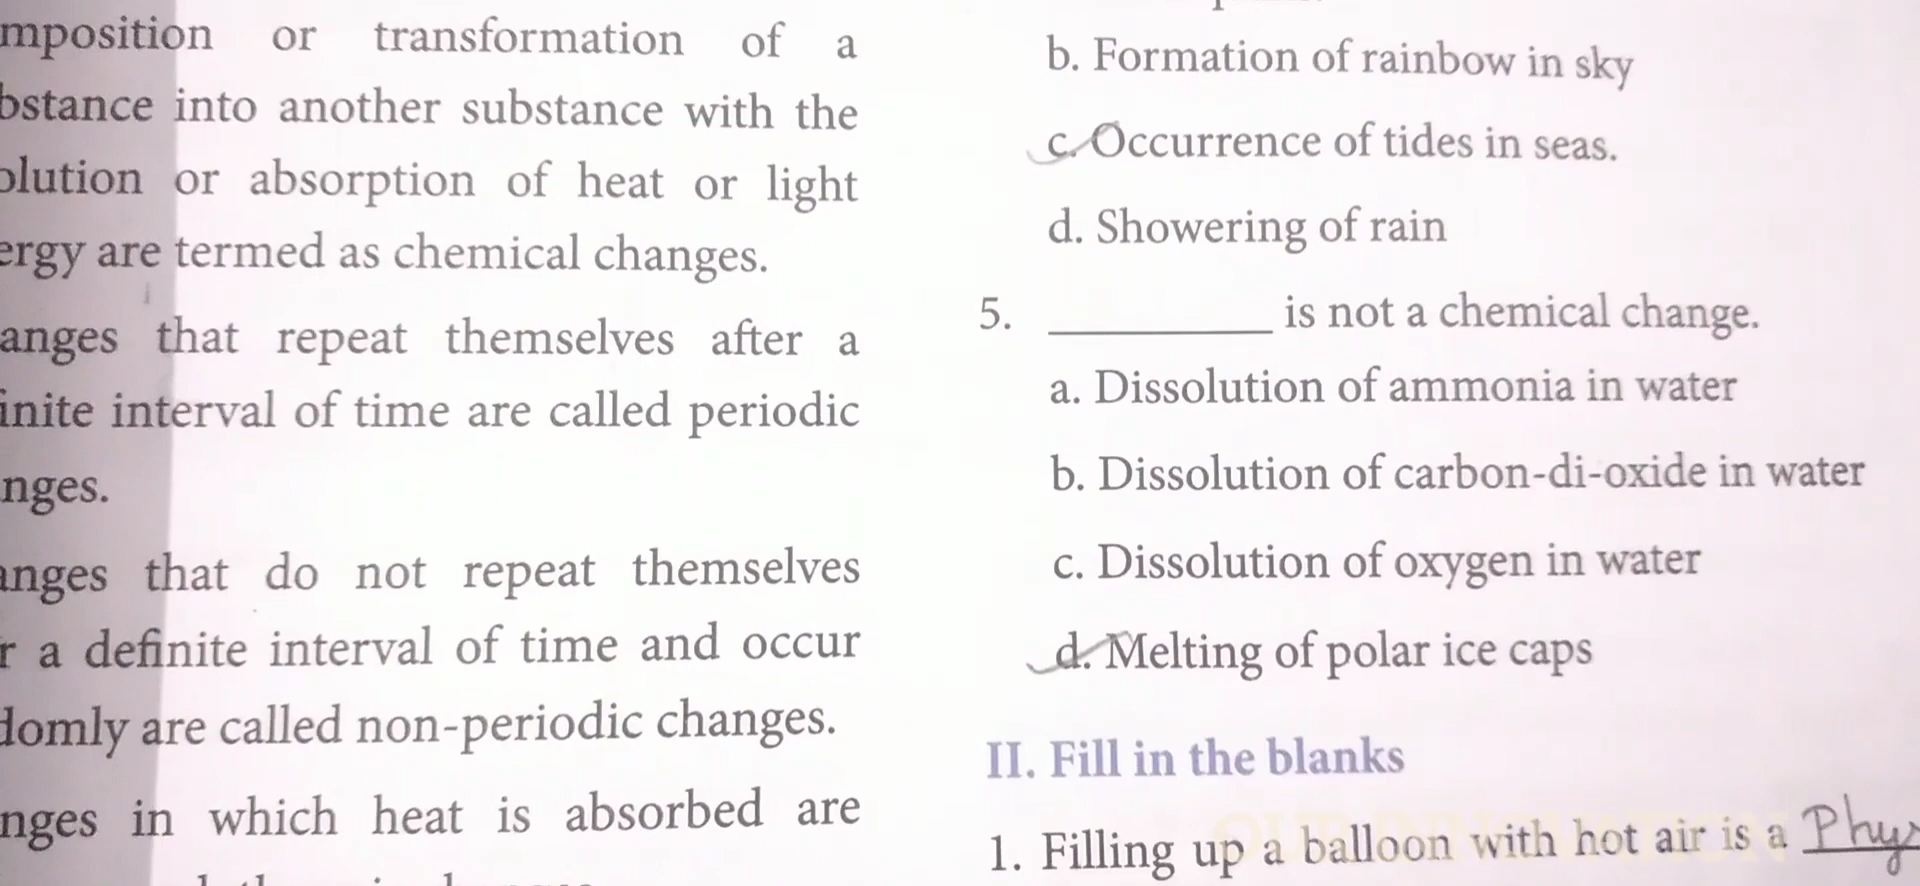 mposition or transformation of a
bstance into another substance with the
olution or absorption of heat or light
ergy are termed as chemical changes.
anges that repeat themselves after a
inite interval of time are called periodic
nges.
anges that do not repeat themselves
r a definite interval of time and occur
domly are called non-periodic changes.
nges in which heat is absorbed are
b. Formation of rainbow in sky
c. Occurrence of tides in seas.
d. Showering of rain
5. __________ is not a chemical change.
a. Dissolution of ammonia in water
b. Dissolution of carbon-di-oxide in water
c. Dissolution of oxygen in water
d. Melting of polar ice caps
II. Fill in the blanks
1. Filling up a balloon with hot air is a Phy